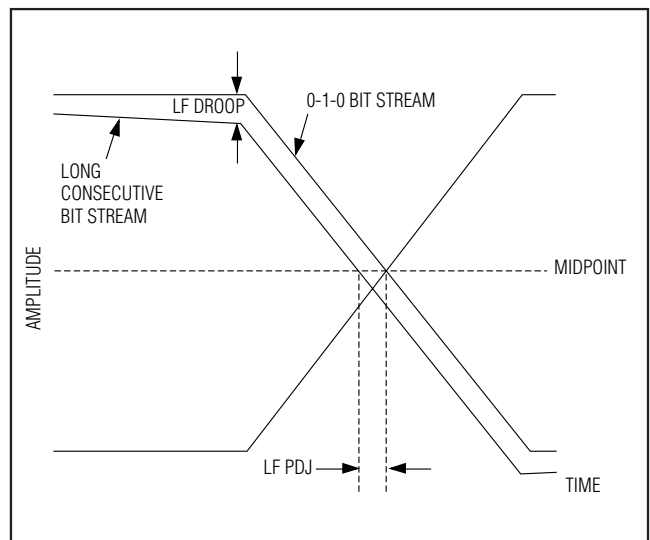 LF DROOP
0-1-0 BIT STREAM
LONG
CONSECUTIVE
BIT STREAM
AMPLITUDE
MIDPOINT
LF PDJ
TIME